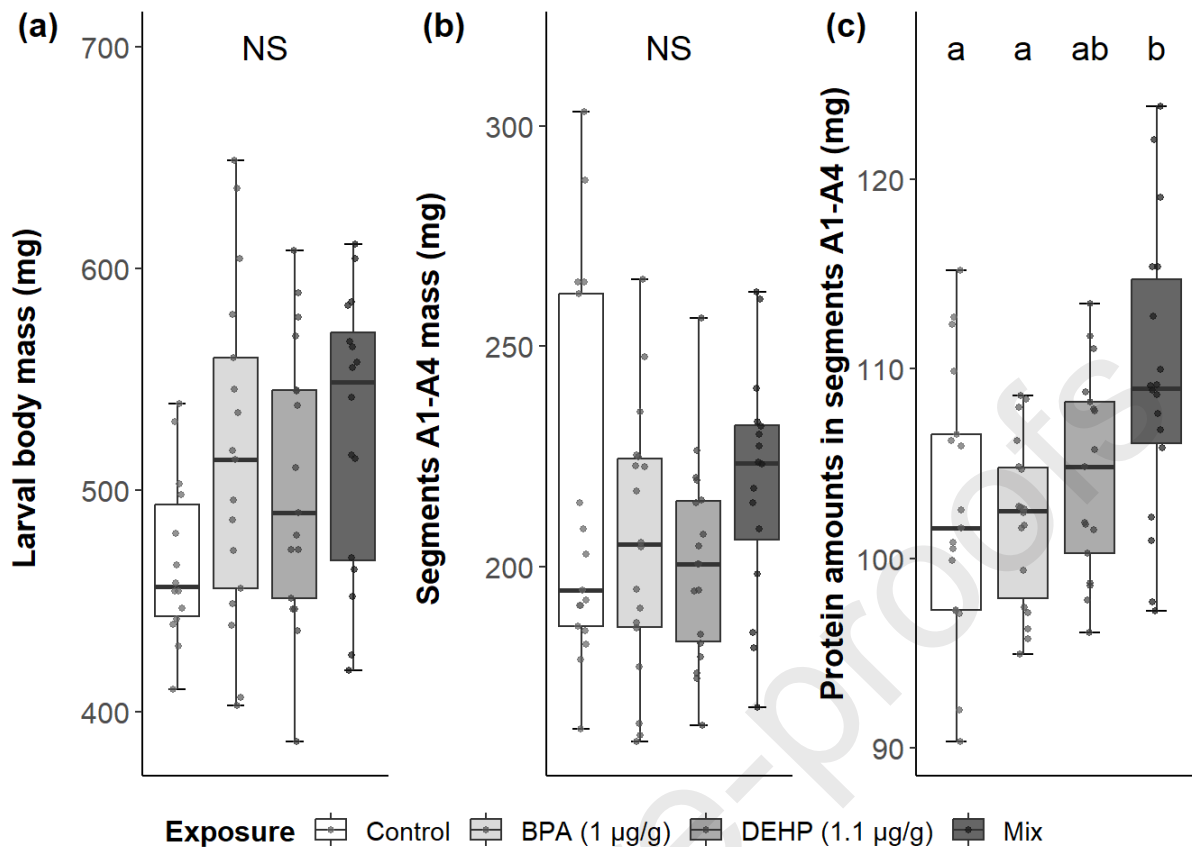 (a)
NS
700
600
500
400
Larval body mass (mg)
(b)
NS
300
250
200
Segments A1-A4 mass (mg)
(c)
a a ab b
120
110
100
90
Protein amounts in segments A1-A4 (mg)
e-proofs
Exposure Control BPA (1 µg/g) DEHP (1.1 µg/g) Mix